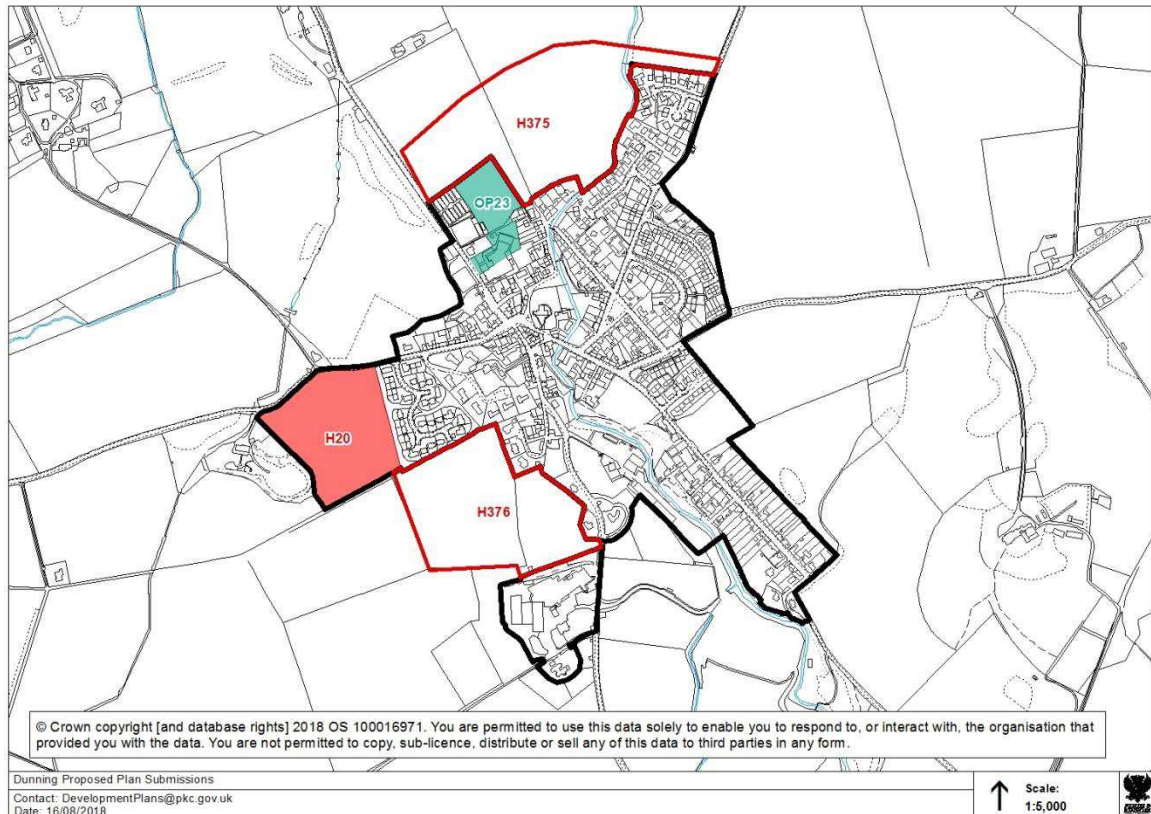 H375
OP23
H20
H376
© Crown copyright [and database rights] 2018 OS 100016971. You are permitted to use this data solely to enable you to respond to, or interact with, the organisation that
provided you with the data. You are not permitted to copy, sub-licence, distribute or sell any of this data to third parties in any form.
Dunning Proposed Plan Submissions
Contact: DevelopmentPlans@pkc.gov.uk
Date: 16/08/2018
Scale:
1:5,000